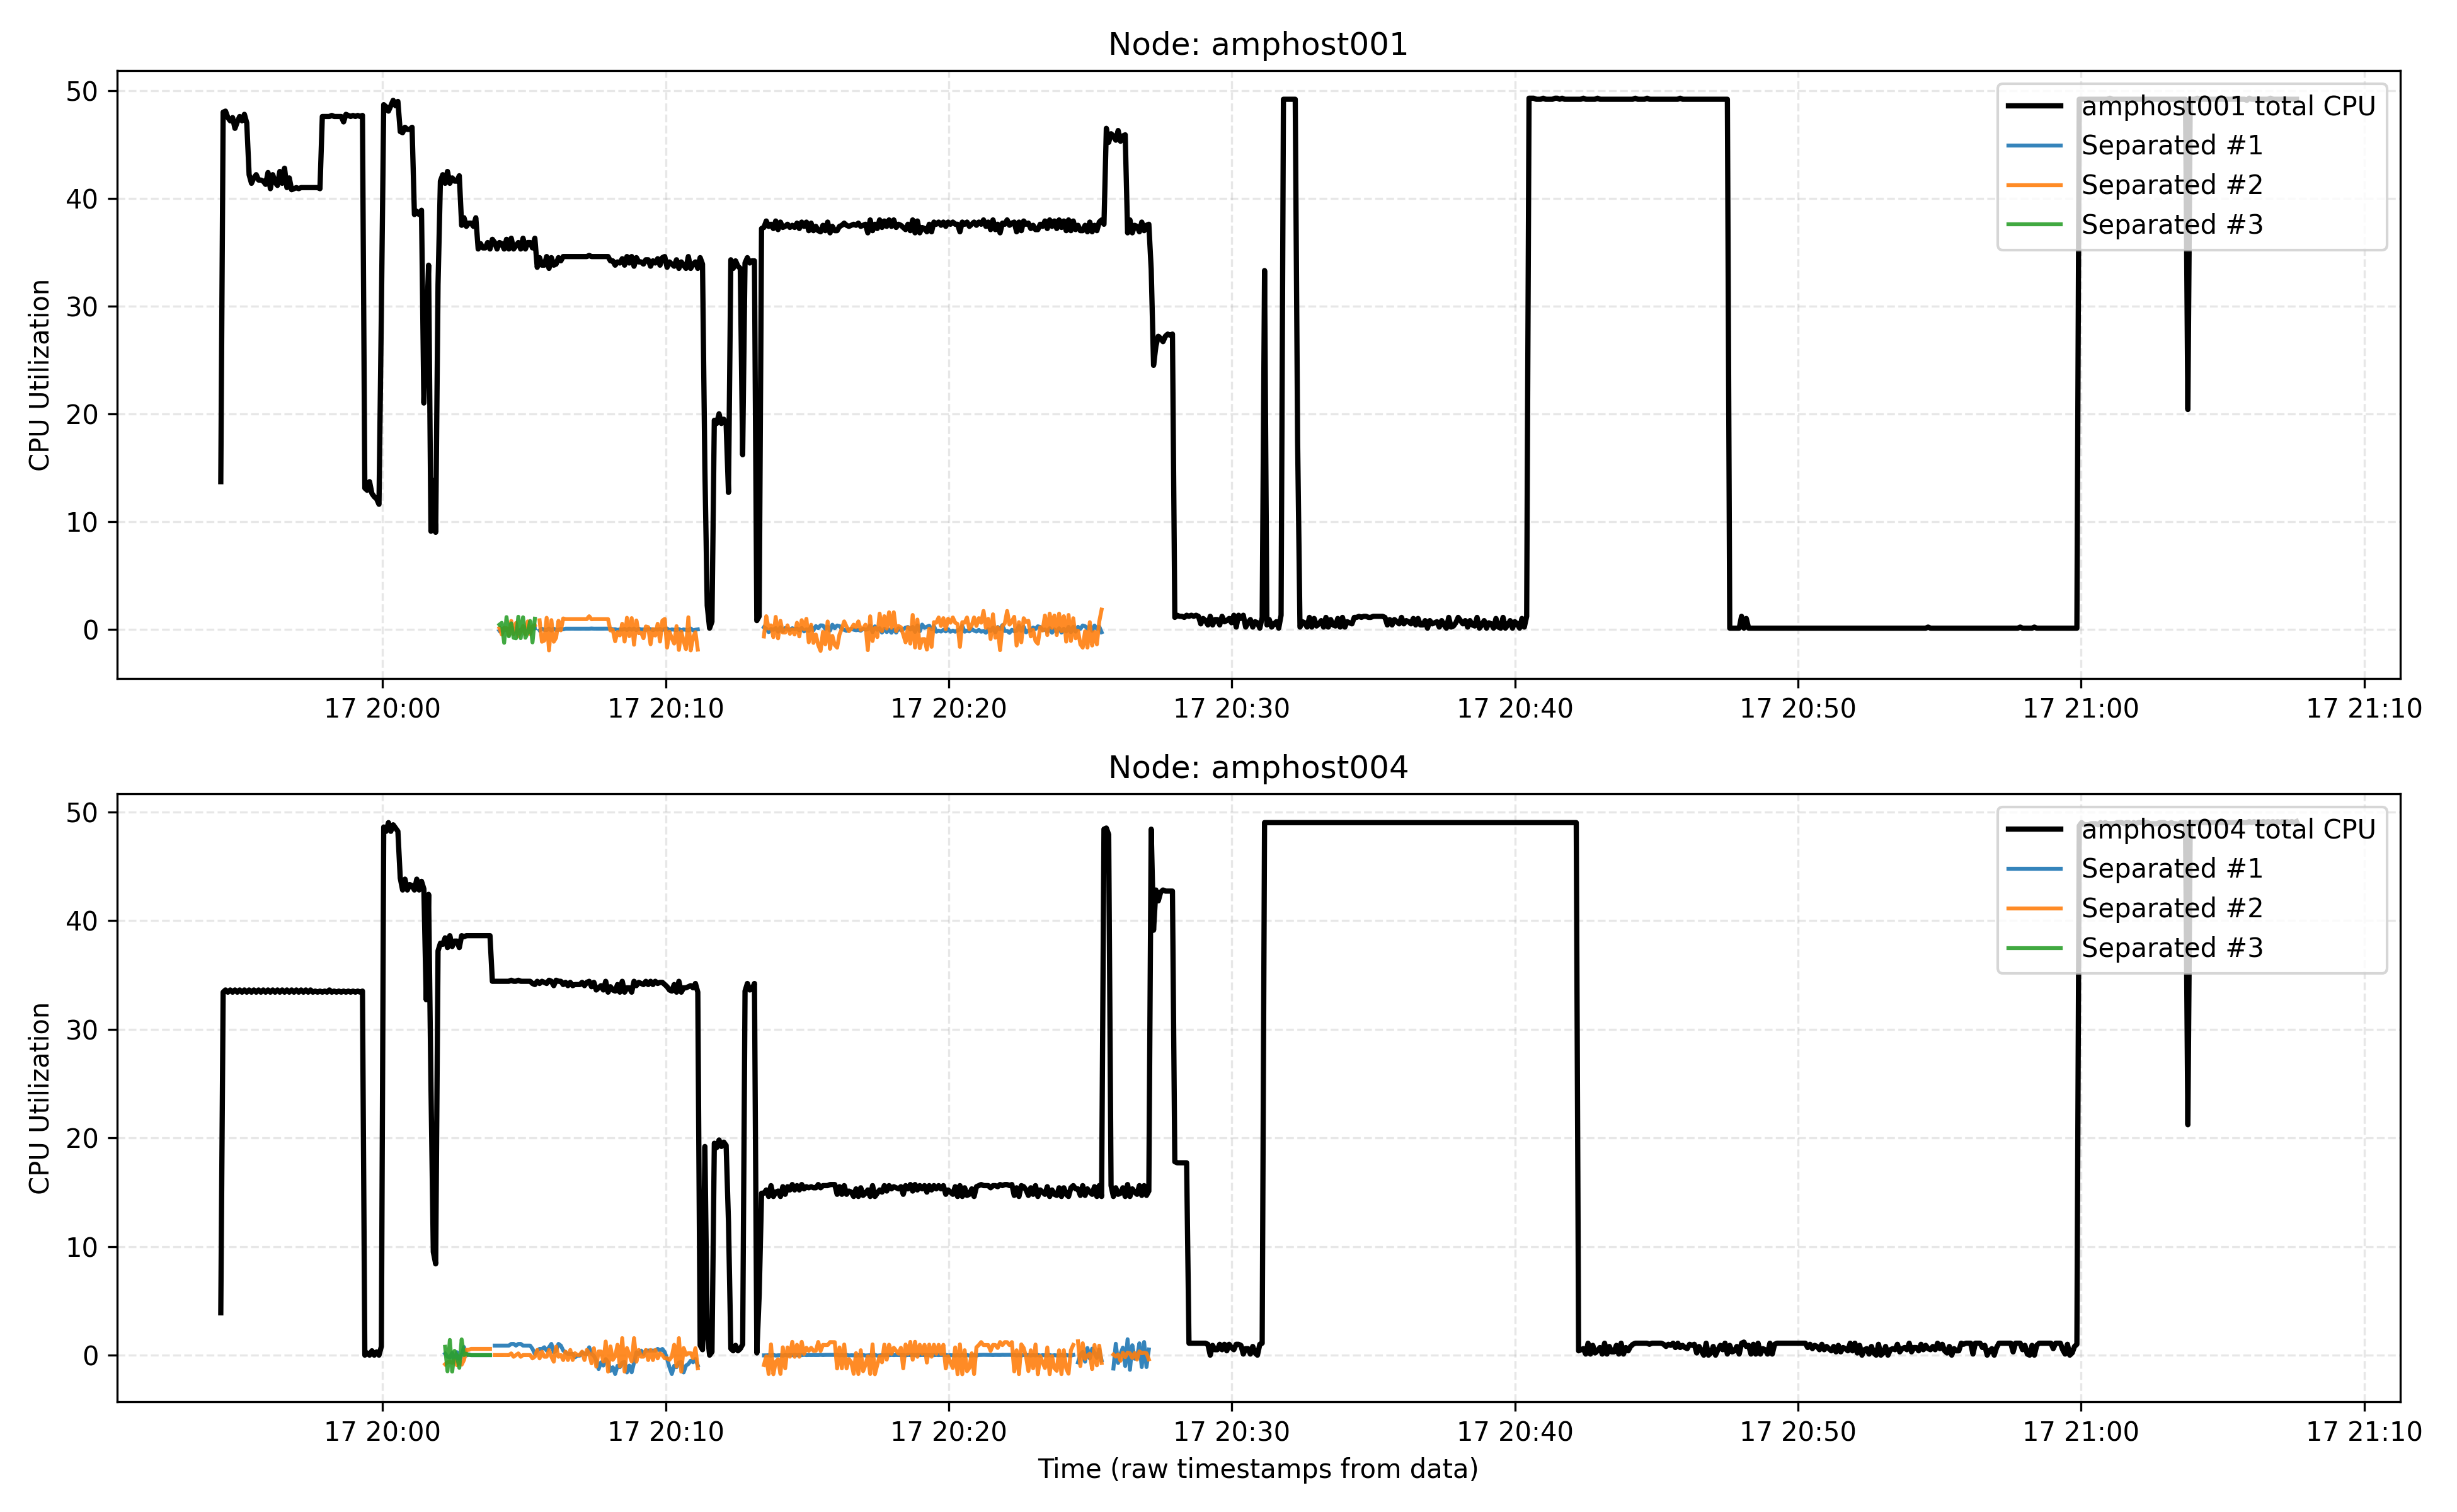 Node: amphost001
CPU Utilization
50
40
30
20
10
0
amphost001 total CPU
Separated #1
Separated #2
Separated #3
17 20:00
17 20:10
17 20:20
17 20:30
17 20:40
17 20:50
17 21:00
17 21:10
Node: amphost004
CPU Utilization
50
40
30
20
10
0
amphost004 total CPU
Separated #1
Separated #2
Separated #3
17 20:00
17 20:10
17 20:20
17 20:30
17 20:40
17 20:50
17 21:00
17 21:10
Time (raw timestamps from data)